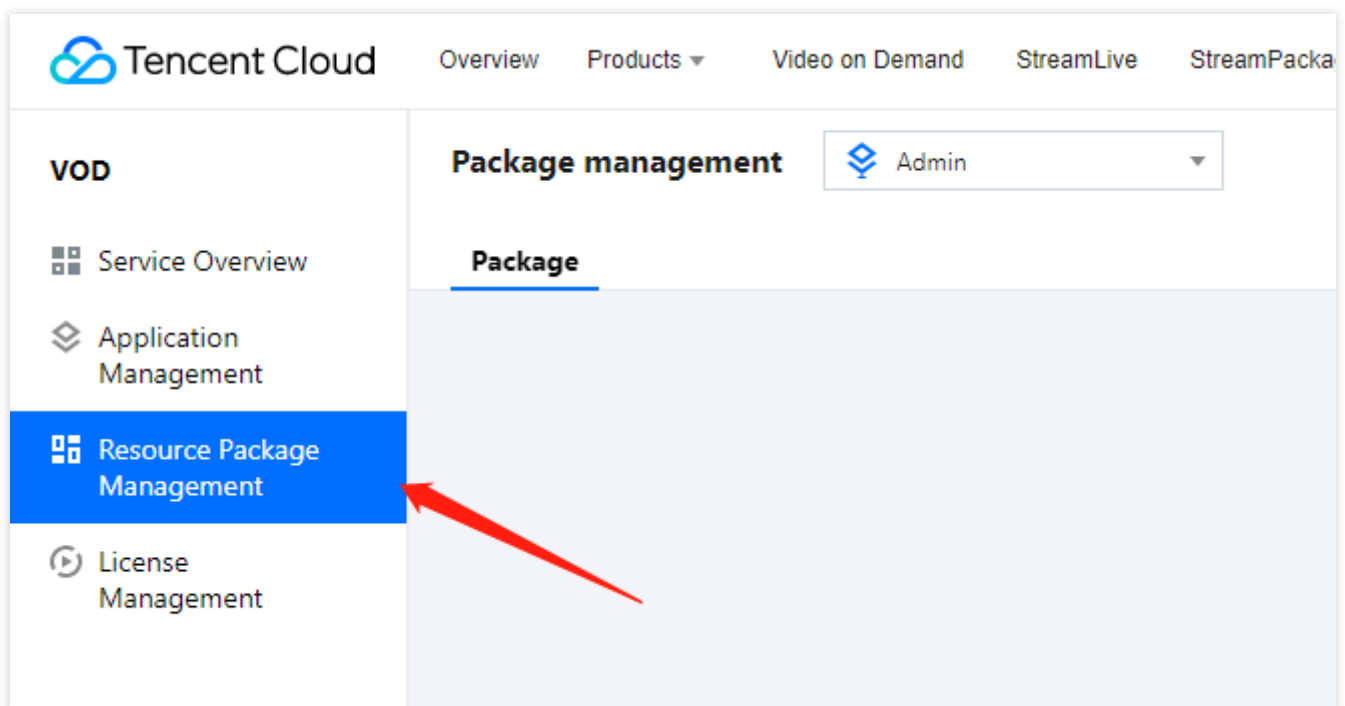 Tencent Cloud Overview Products Video on Demand StreamLive StreamPacka
VOD
Package management Admin
Service Overview
Package
Application
Management
Resource Package
Management
License
Management